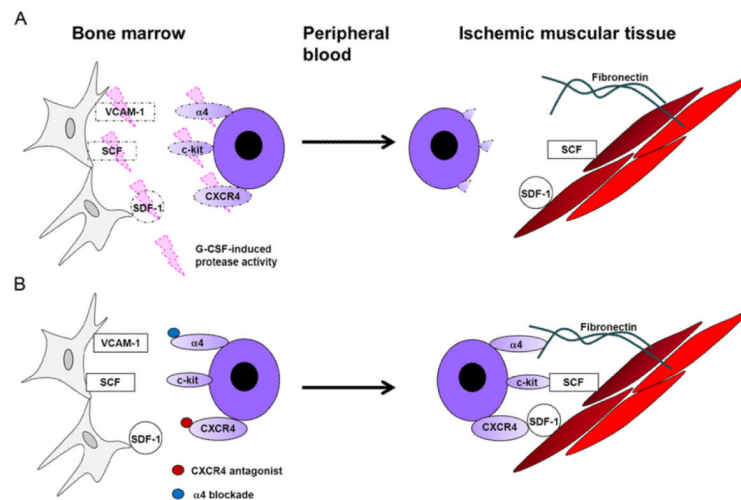 A
Bone marrow
Peripheral
blood
Ischemic muscular tissue
Fibronectin
VCAM-1
α4
SCF
c-kit
SCF
CXCR4
SDF-1
SDF-1
G-CSF-induced
protease activity
B
Fibronectin
VCAM-1
α4
α4
SCF
c-kit
c-kit
SCF
CXCR4
CXCR4
SDF-1
SDF-1
CXCR4 antagonist
α4 blockade